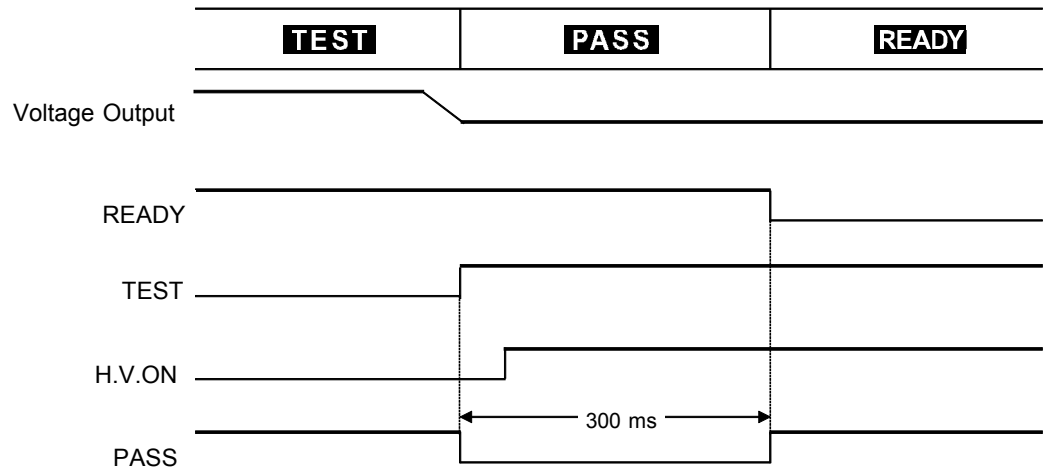 TEST PASS READY
Voltage Output
READY
TEST
H.V.ON
300 ms
PASS